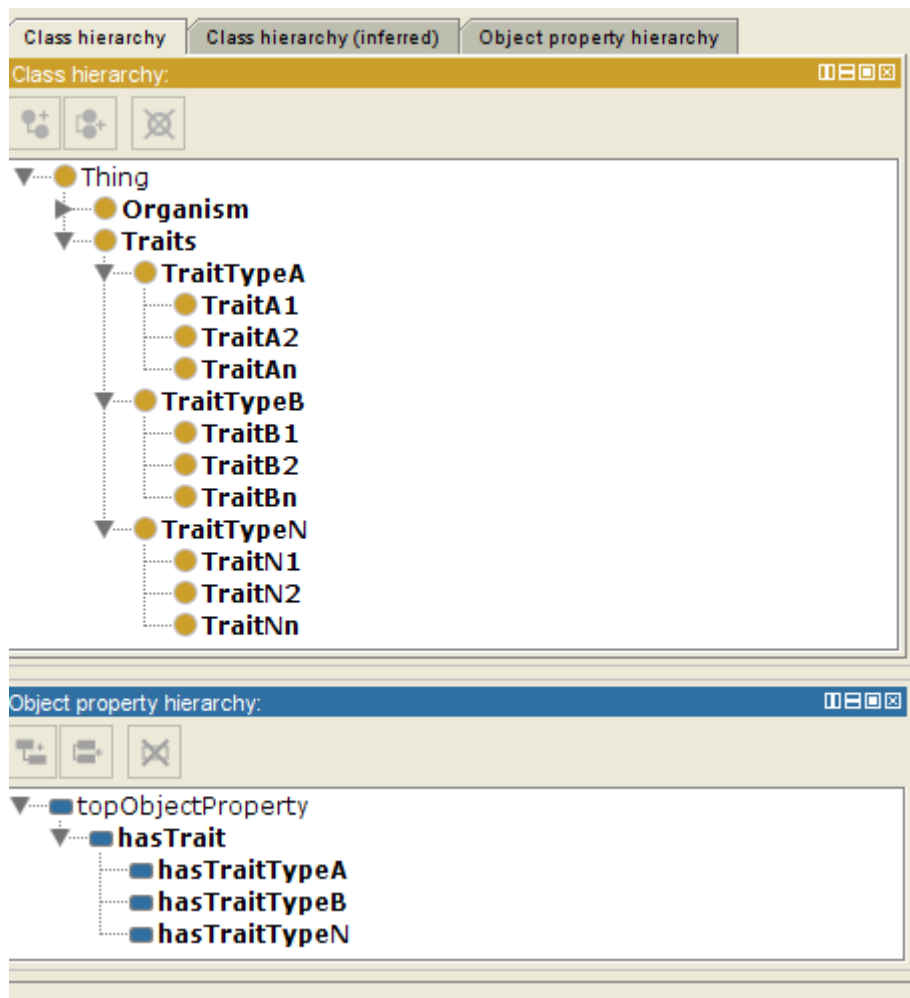 Class hierarchy Class hierarchy (inferred) Object property hierarchy
Class hierarchy:
Thing
Organism
Traits
TraitTypeA
TraitA1
TraitA2
TraitAn
TraitTypeB
TraitB1
TraitB2
TraitBn
TraitTypeN
TraitN1
TraitN2
TraitNn
Object property hierarchy:
topObjectProperty
hasTrait
hasTraitTypeA
hasTraitTypeB
hasTraitTypeN